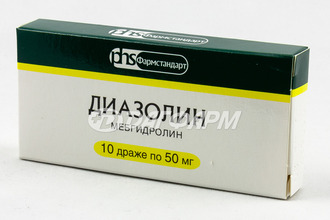 phs Фармстандарт
ДИАЗОЛИН
МЕБГИДРОЛИН
10 драже по 50 мг